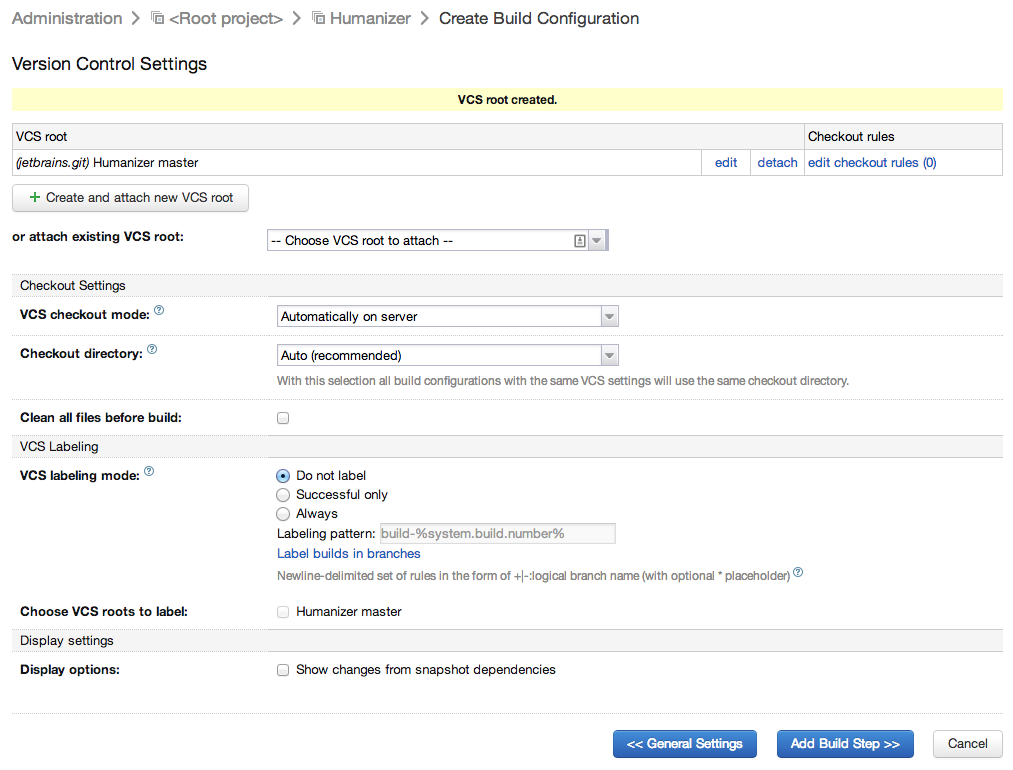 Administration > <Root project> > Humanizer > Create Build Configuration
Version Control Settings
VCS root created.
VCS root Checkout rules
(jetbrains.git) Humanizer master edit detach edit checkout rules (0)
+ Create and attach new VCS root
or attach existing VCS root: -- Choose VCS root to attach --
Checkout Settings
VCS checkout mode: ? Automatically on server
Checkout directory: ? Auto (recommended)
With this selection all build configurations with the same VCS settings will use the same checkout directory.
Clean all files before build:
VCS Labeling
VCS labeling mode: ? Do not label
Successful only
Always
Labeling pattern: build-%system.build.number%
Label builds in branches
Newline-delimited set of rules in the form of +|-:logical branch name (with optional * placeholder) ?
Choose VCS roots to label: Humanizer master
Display settings
Display options: Show changes from snapshot dependencies
<< General Settings Add Build Step >> Cancel